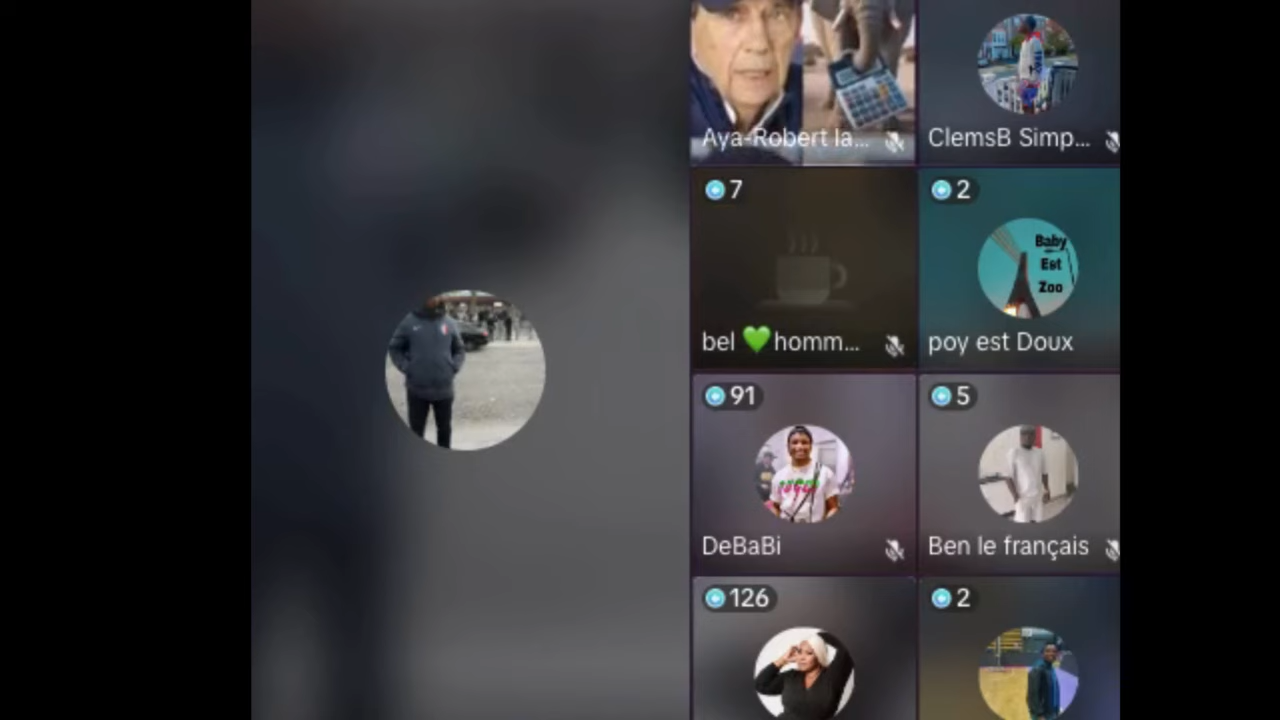 Aya-Robert la...
ClemsB Simp...
7
2
Baby
Est
Zoo
bel 💚homm...
poy est Doux
91
5
DeBaBi
Ben le français
126
2